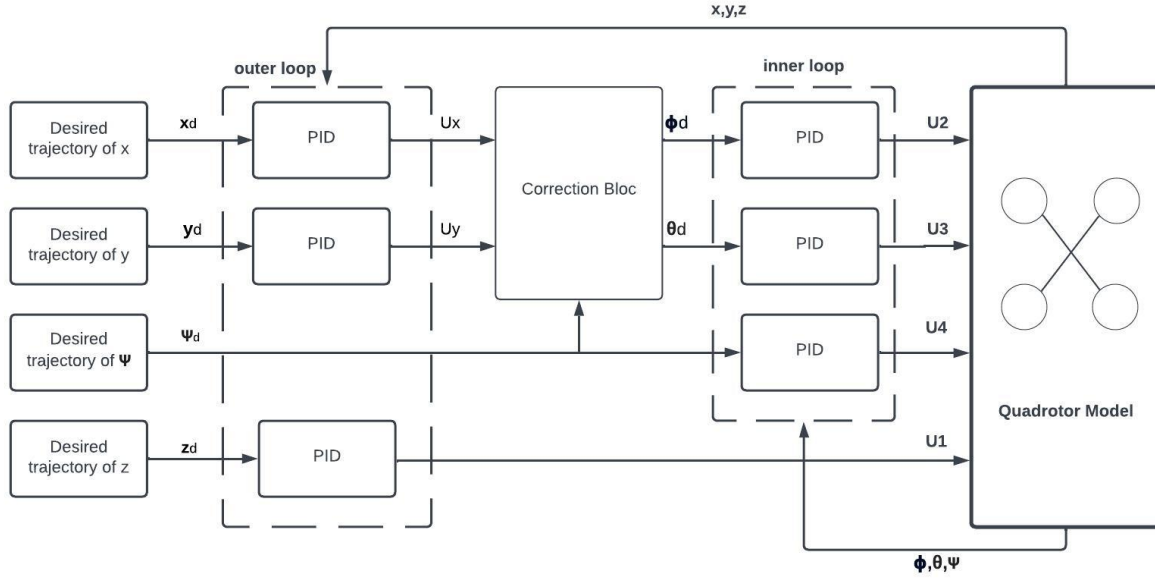 x,y,z
outer loop
inner loop
Desired
trajectory of x
xd
PID
Ux
Correction Bloc
ɸd
PID
U2
Desired
trajectory of y
yd
PID
Uy
θd
PID
U3
Desired
trajectory of Ψ
Ψd
PID
U4
Quadrotor Model
Desired
trajectory of z
zd
PID
U1
ɸ,θ,Ψ